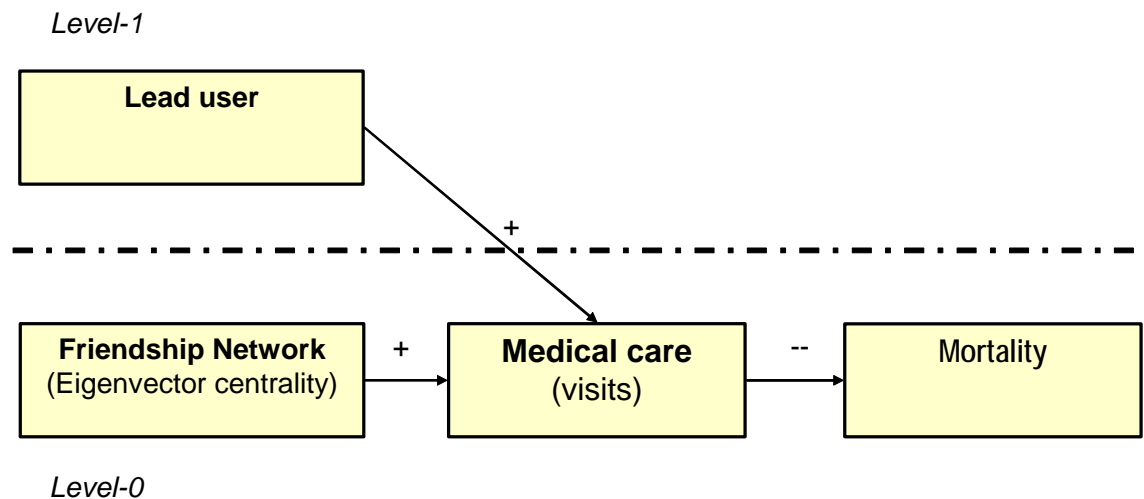 Level-1
Lead user
+
Friendship Network
(Eigenvector centrality)
+
Medical care
(visits)
--
Mortality
Level-0